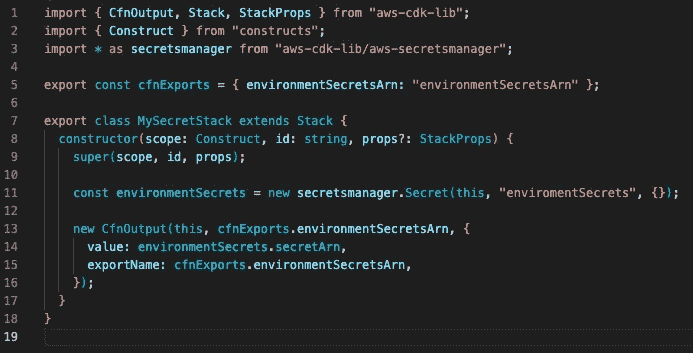 1 import { CfnOutput, Stack, StackProps } from "aws-cdk-lib";
2 import { Construct } from "constructs";
3 import * as secretsmanager from "aws-cdk-lib/aws-secretsmanager";
4
5 export const cfnExports = { environmentSecretsArn: "environmentSecretsArn" };
6
7 export class MySecretStack extends Stack {
8   constructor(scope: Construct, id: string, props?: StackProps) {
9     super(scope, id, props);
10
11     const environmentSecrets = new secretsmanager.Secret(this, "enviromentSecrets", {});
12
13     new CfnOutput(this, cfnExports.environmentSecretsArn, {
14       value: environmentSecrets.secretArn,
15       exportName: cfnExports.environmentSecretsArn,
16     });
17   }
18 }
19